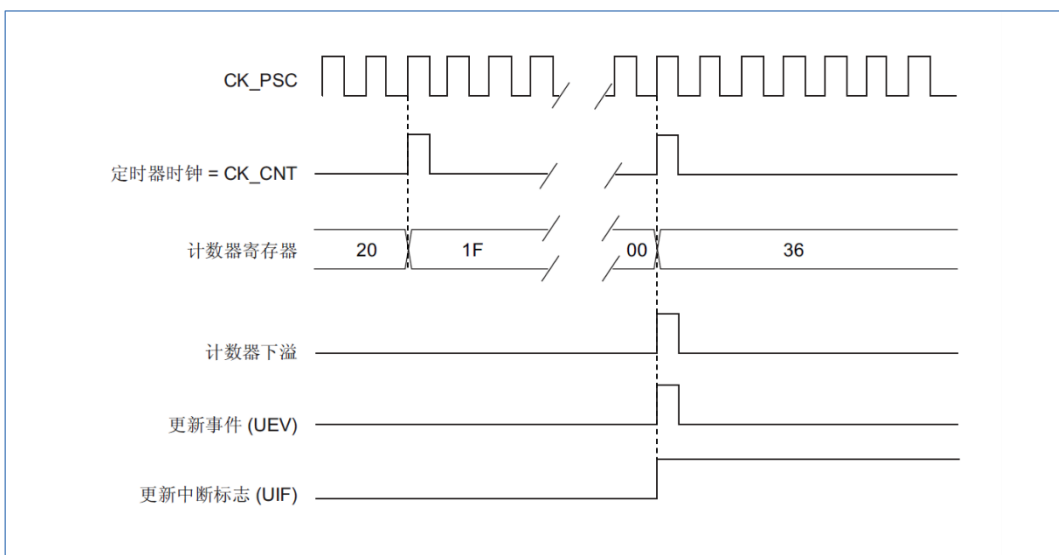 CK_PSC
定时器时钟 = CK_CNT
计数器寄存器 20 1F 00 36
计数器下溢
更新事件 (UEV)
更新中断标志 (UIF)